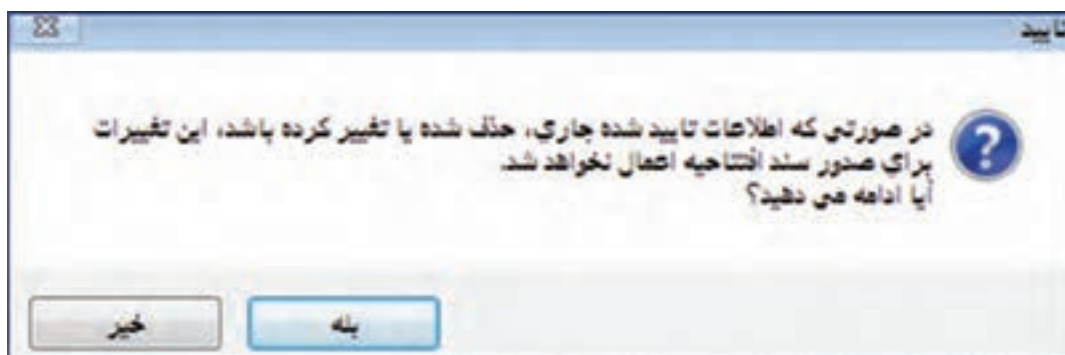 تایید
در صورتی که اطلاعات تایید شده جاری، حذف شده یا تغییر کرده باشد، این تغییرات
برای صدور سند افتتاحیه اعمال نخواهد شد.
آیا ادامه می دهید؟
بله
خیر